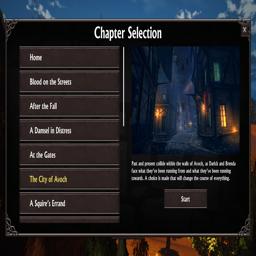 Chapter Selection
X
Home
Blood on the Streets
After the Fall
A Damsel in Distress
At the Gates
The City of Avoch
A Squire's Errand
Past and present collide within the walls of Avoch, as Darick and Brenda
face what they've been running from and what they've been running
towards. A choice is made that will change the course of everything.
Start